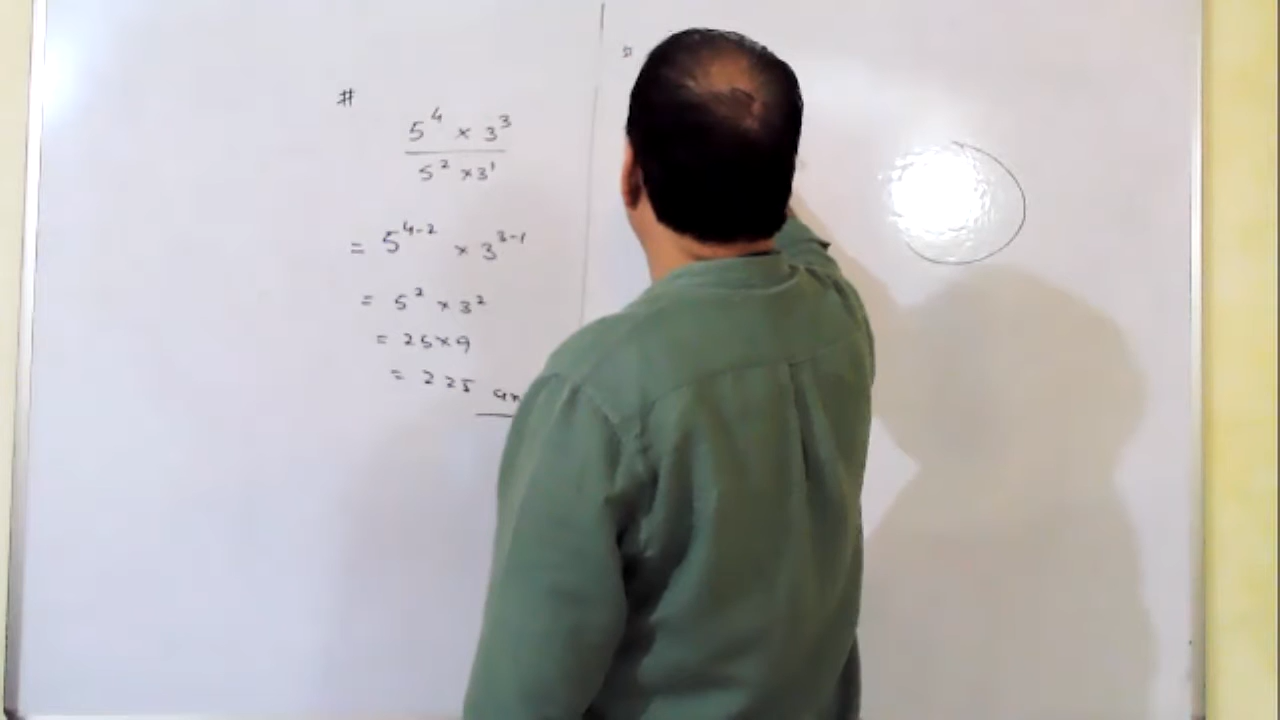 #
5⁴ × 3³
5² × 3¹
= 5⁴⁻² × 3³⁻¹
= 5² × 3²
= 25×9
= 225